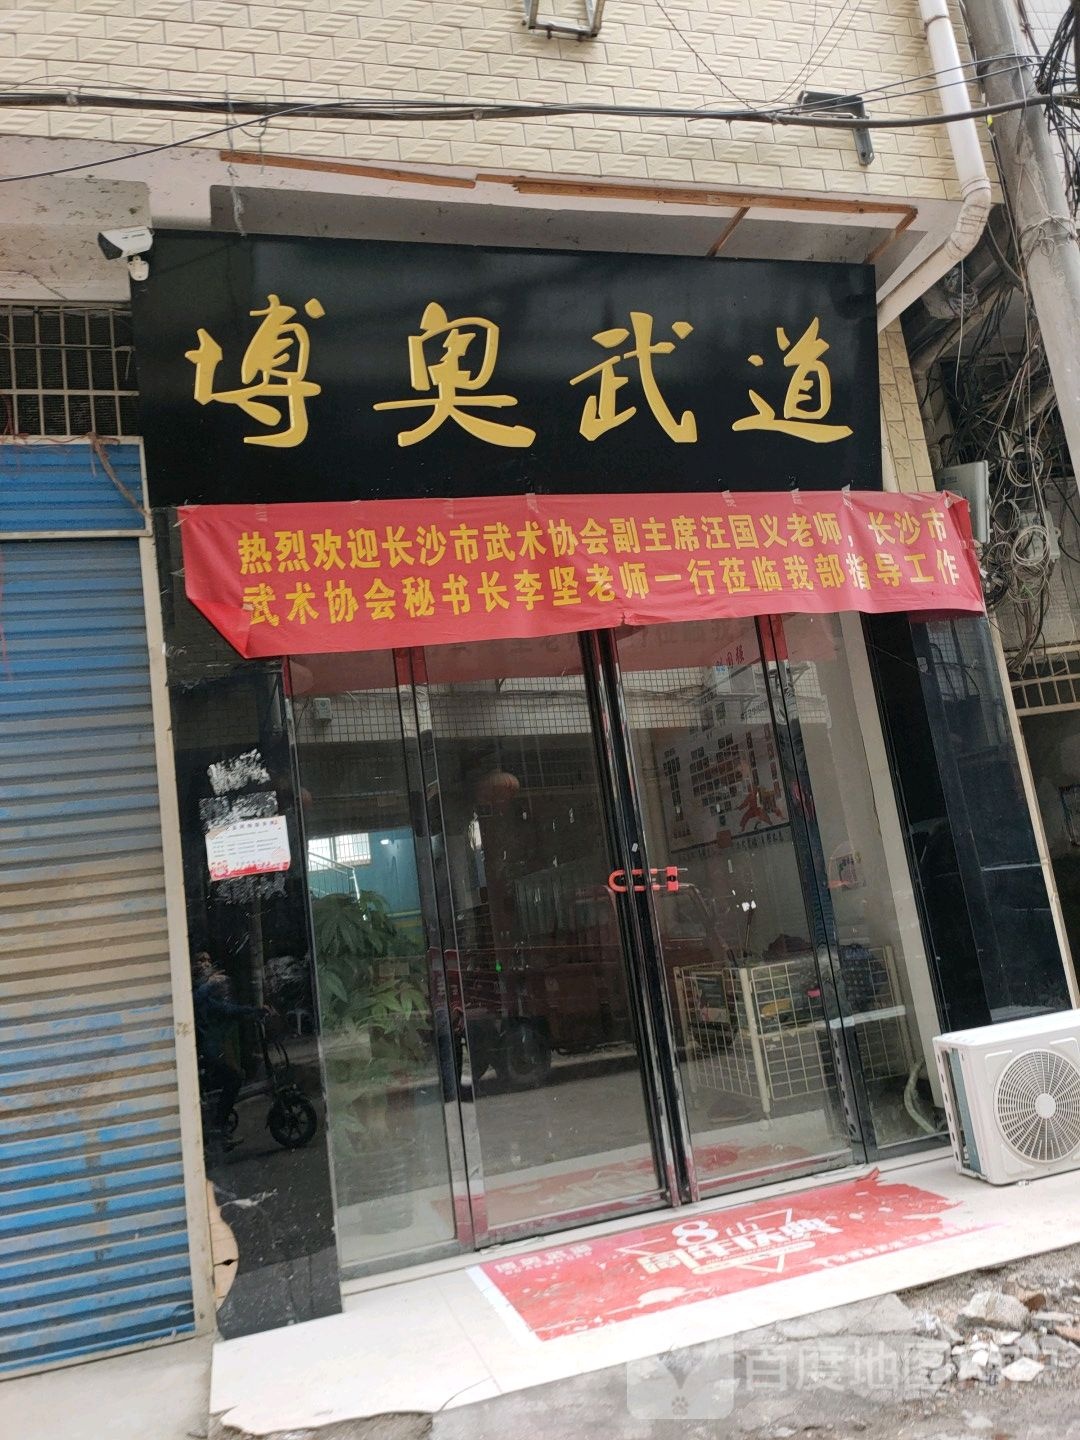 博奥武道
热烈欢迎长沙市武术协会副主席汪国义老师，长沙市
武术协会秘书长李坚老师一行莅临我部指导工作
8
周年庆典
百度地图